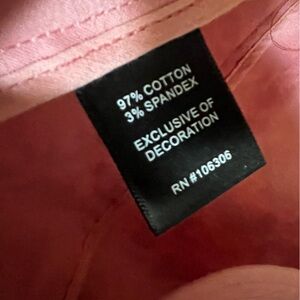 97% COTTON
3% SPANDEX
EXCLUSIVE OF
DECORATION
RN #106306